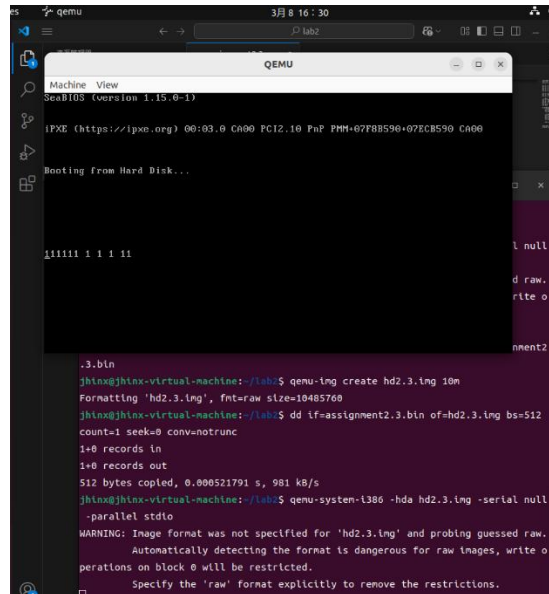 es qemu 3月 8 16：30
lab2
QEMU
Machine View
SeaBIOS (version 1.15.0-1)
iPXE (https://ipxe.org) 00:03.0 CA00 PCI2.10 PnP PMM+07F8B590+07ECB590 CA00
Booting from Hard Disk...
111111 1 1 1 11
l null
d raw.
rite o
nment2
.3.bin
jhinx@jhinx-virtual-machine:~/lab2$ qemu-img create hd2.3.img 10m
Formatting 'hd2.3.img', fmt=raw size=10485760
jhinx@jhinx-virtual-machine:~/lab2$ dd if=assignment2.3.bin of=hd2.3.img bs=512
count=1 seek=0 conv=notrunc
1+0 records in
1+0 records out
512 bytes copied, 0.000521791 s, 981 kB/s
jhinx@jhinx-virtual-machine:~/lab2$ qemu-system-i386 -hda hd2.3.img -serial null
-parallel stdio
WARNING: Image format was not specified for 'hd2.3.img' and probing guessed raw.
Automatically detecting the format is dangerous for raw images, write o
perations on block 0 will be restricted.
Specify the 'raw' format explicitly to remove the restrictions.